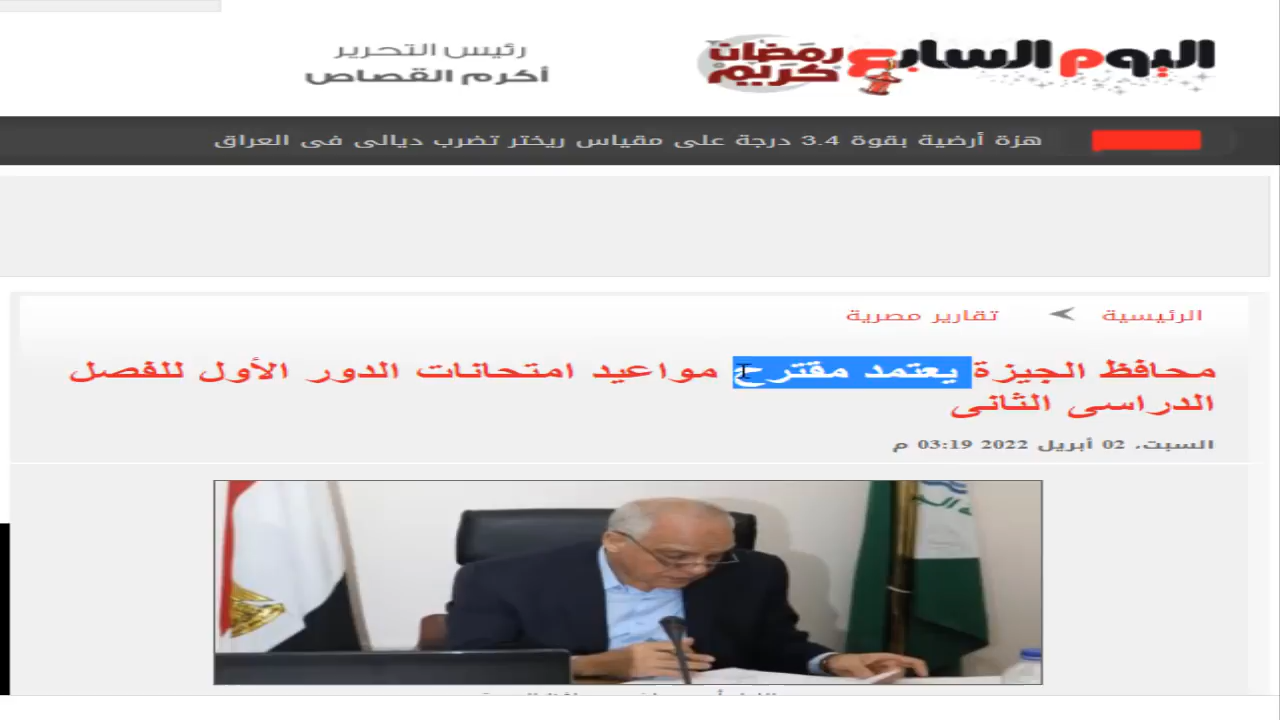 اليوم السابع
رمضان كريم
رئيس التحرير
أكرم القصاص
هزة أرضية بقوة 3.4 درجة على مقياس ريختر تضرب ديالى فى العراق
الرئيسية
تقارير مصرية
محافظ الجيزة يعتمد مقترح مواعيد امتحانات الدور الأول للفصل
الدراسى الثانى
السبت، 02 أبريل 2022 03:19 م